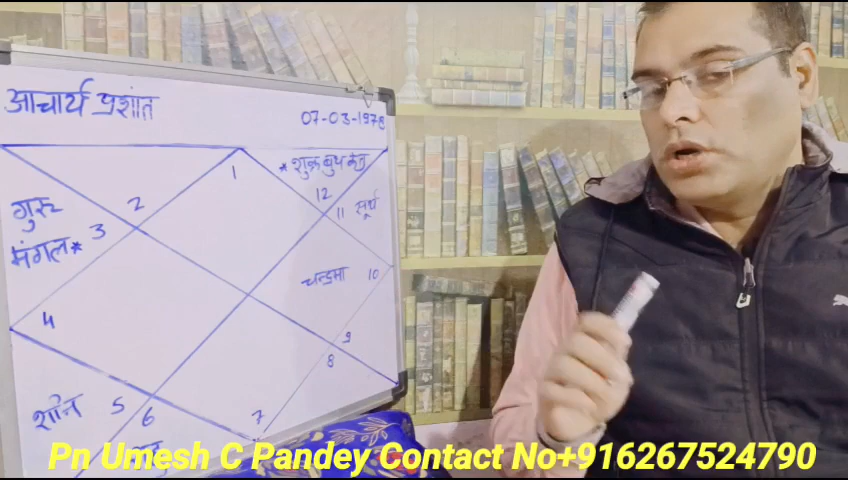 आचार्य प्रशांत
07-03-1978
* शुक्र बुध केतु
1
12
2
11 सूर्य
गुरू
3
मंगल *
चन्द्रमा 10
4
9
8
शनि 5
6
7
Pn Umesh C Pandey Contact No+916267524790